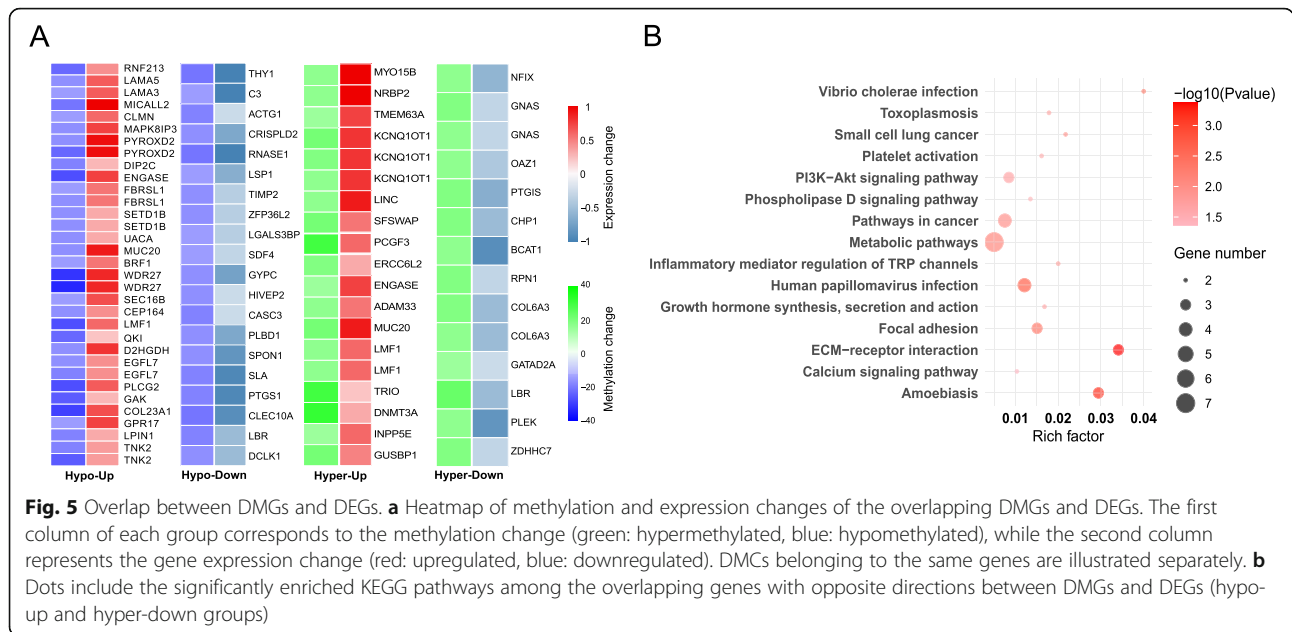 A
B
RNF213
LAMA5
LAMA3
MICALL2
CLMN
MAPK8IP3
PYROXD2
PYROXD2
DIP2C
ENGASE
FBRSL1
FBRSL1
SETD1B
SETD1B
UACA
MUC20
BRF1
WDR27
WDR27
SEC16B
CEP164
LMF1
QKI
D2HGDH
EGFL7
EGFL7
PLCG2
GAK
COL23A1
GPR17
LPIN1
TNK2
TNK2
Hypo-Up
THY1
C3
ACTG1
CRISPLD2
RNASE1
LSP1
TIMP2
ZFP36L2
LGALS3BP
SDF4
GYPC
HIVEP2
CASC3
PLBD1
SPON1
SLA
PTGS1
CLEC10A
LBR
DCLK1
Hypo-Down
MYO15B
NRBP2
TMEM63A
KCNQ1OT1
KCNQ1OT1
KCNQ1OT1
LINC
SFSWAP
PCGF3
ERCC6L2
ENGASE
ADAM33
MUC20
LMF1
LMF1
TRIO
DNMT3A
INPP5E
GUSBP1
Hyper-Up
NFIX
GNAS
GNAS
OAZ1
PTGIS
CHP1
BCAT1
RPN1
COL6A3
COL6A3
GATAD2A
LBR
PLEK
ZDHHC7
Hyper-Down
1
0.5
0
−0.5
−1
Expression change
40
20
0
−20
−40
Methylation change
Vibrio cholerae infection
Toxoplasmosis
Small cell lung cancer
Platelet activation
PI3K−Akt signaling pathway
Phospholipase D signaling pathway
Pathways in cancer
Metabolic pathways
Inflammatory mediator regulation of TRP channels
Human papillomavirus infection
Growth hormone synthesis, secretion and action
Focal adhesion
ECM−receptor interaction
Calcium signaling pathway
Amoebiasis
0.01 0.02 0.03 0.04
Rich factor
−log10(Pvalue)
3.0
2.5
2.0
1.5
Gene number
2
3
4
5
6
7
Fig. 5 Overlap between DMGs and DEGs. a Heatmap of methylation and expression changes of the overlapping DMGs and DEGs. The first
column of each group corresponds to the methylation change (green: hypermethylated, blue: hypomethylated), while the second column
represents the gene expression change (red: upregulated, blue: downregulated). DMCs belonging to the same genes are illustrated separately. b
Dots include the significantly enriched KEGG pathways among the overlapping genes with opposite directions between DMGs and DEGs (hypo-
up and hyper-down groups)